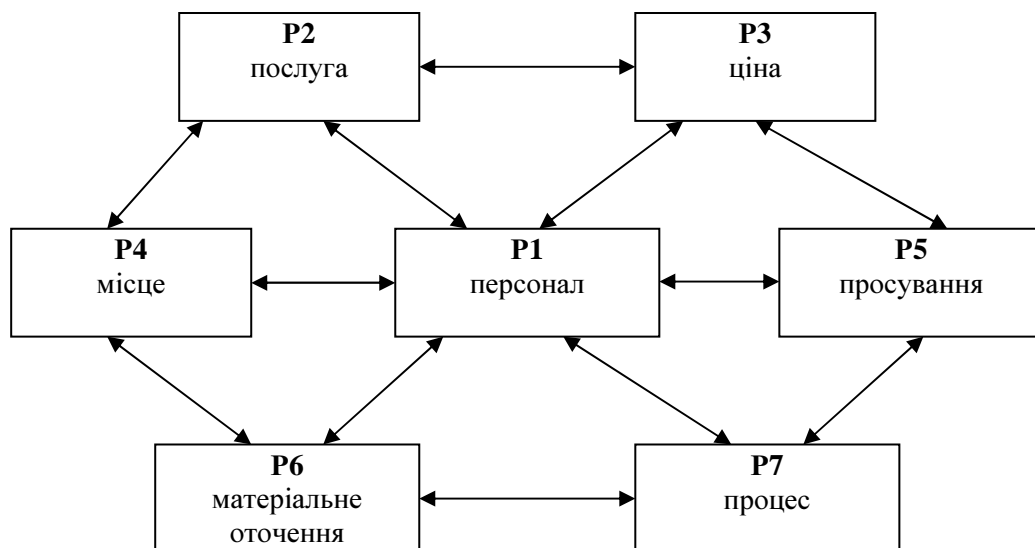 P2
послуга
P3
ціна
P4
місце
P1
персонал
P5
просування
P6
матеріальне
оточення
P7
процес